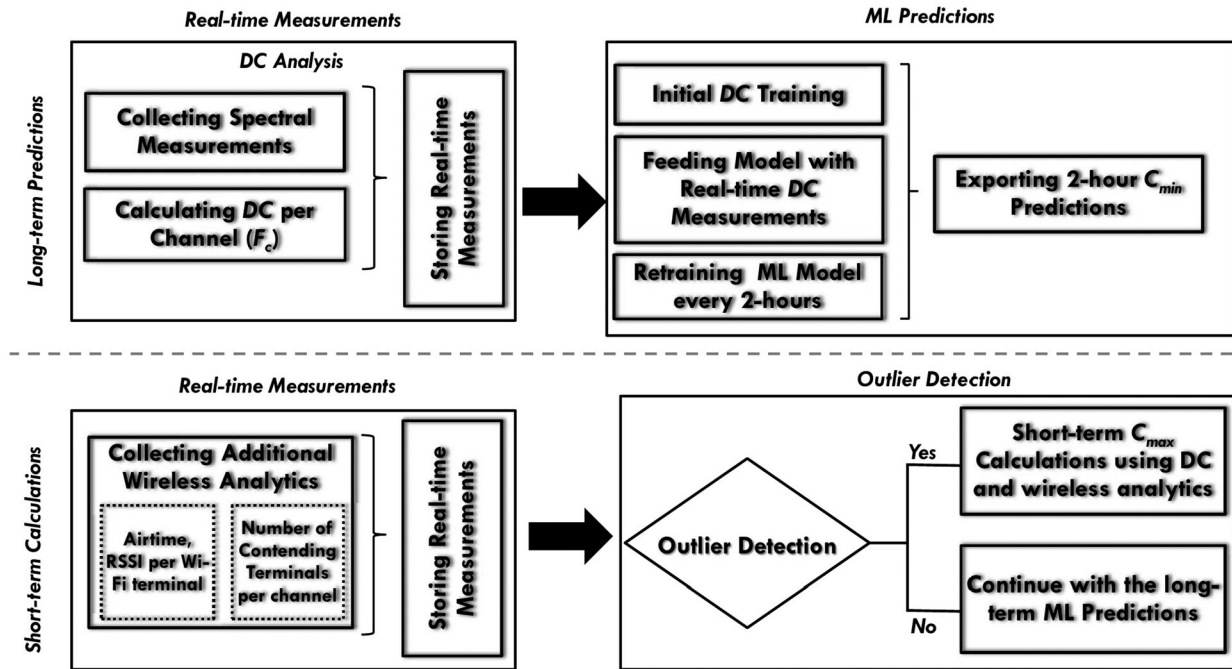 Real-time Measurements
ML Predictions
Long-term Predictions
DC Analysis
Collecting Spectral
Measurements
Calculating DC per
Channel (Fc)
Storing Real-time
Measurements
Initial DC Training
Feeding Model with
Real-time DC
Measurements
Retraining ML Model
every 2-hours
Exporting 2-hour Cmin
Predictions
Real-time Measurements
Outlier Detection
Short-term Calculations
Collecting Additional
Wireless Analytics
Airtime,
RSSI per Wi-
Fi terminal
Number of
Contending
Terminals
per channel
Storing Real-time
Measurements
Outlier Detection
Yes
Short-term Cmax
Calculations using DC
and wireless analytics
No
Continue with the long-
term ML Predictions